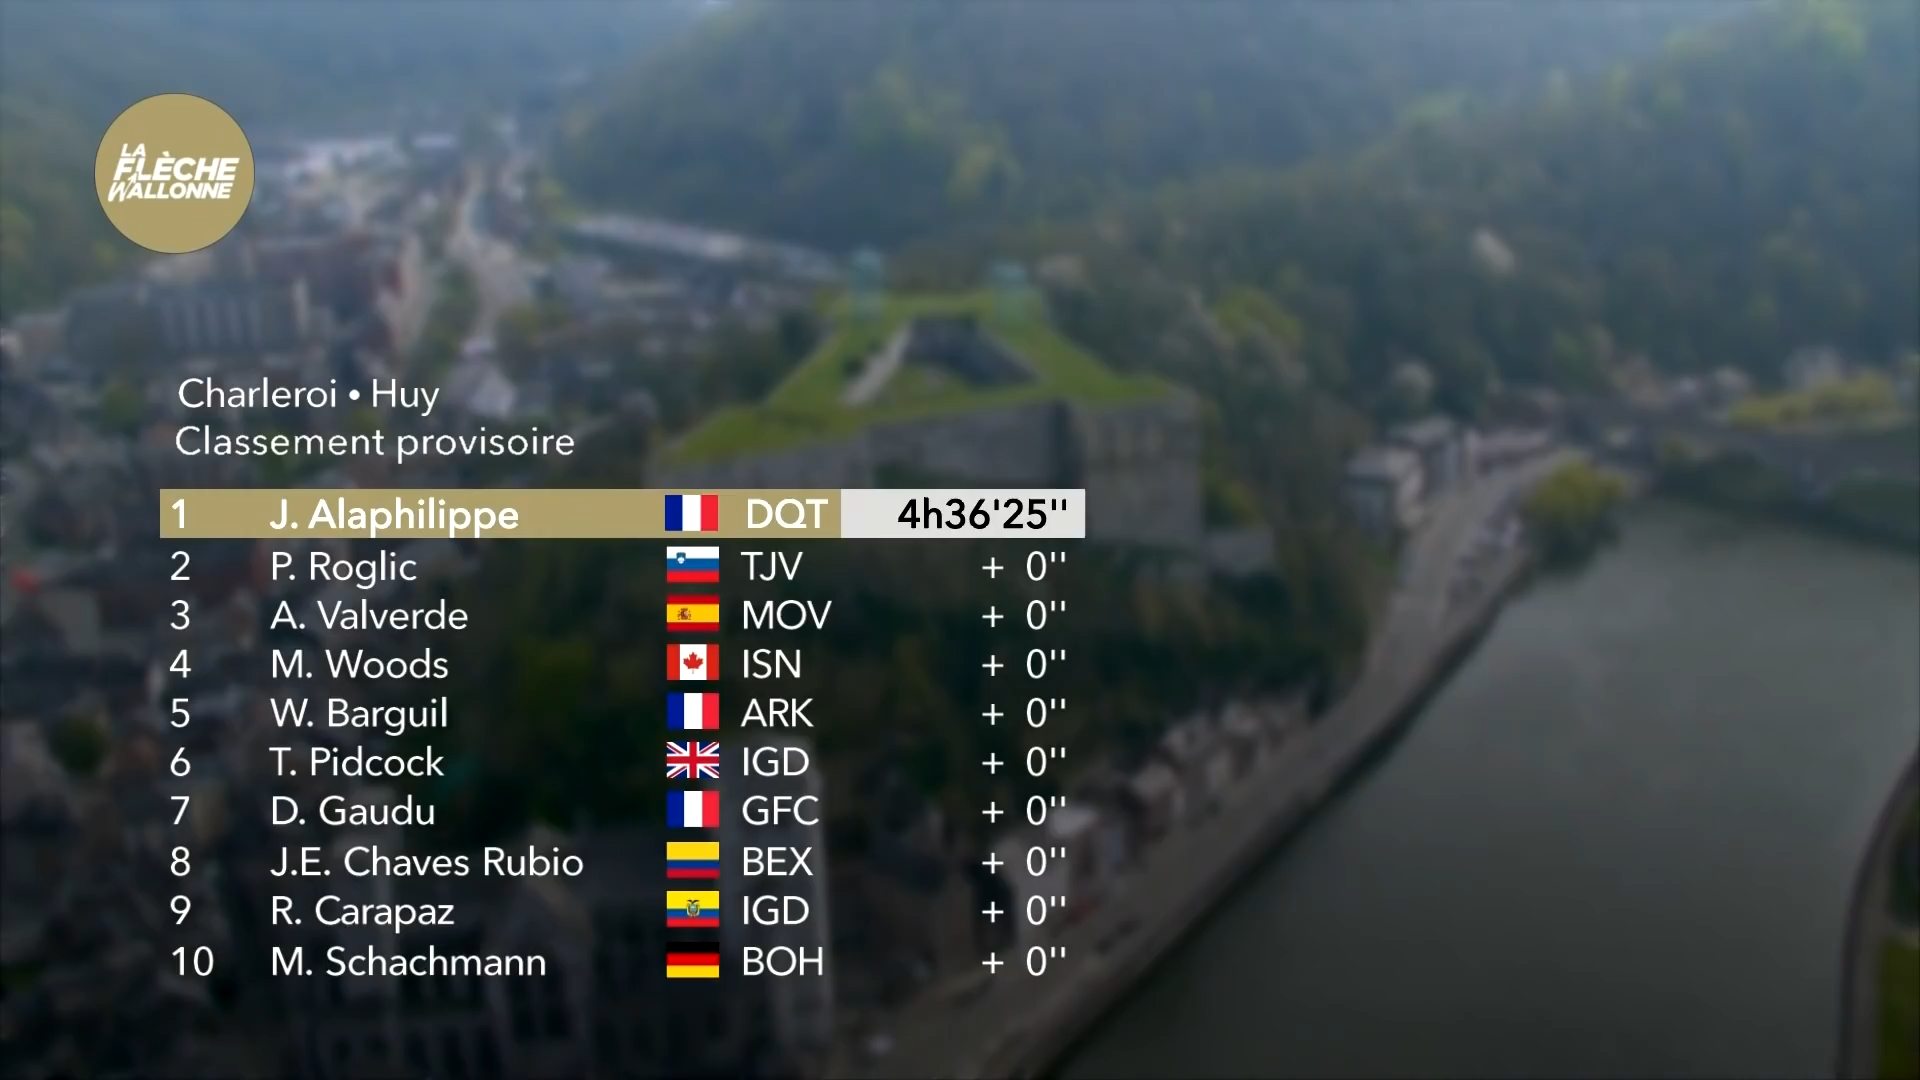 LA
FLÈCHE
WALLONNE
Charleroi • Huy
Classement provisoire
1 J. Alaphilippe DQT 4h36'25''
2 P. Roglic TJV + 0''
3 A. Valverde MOV + 0''
4 M. Woods ISN + 0''
5 W. Barguil ARK + 0''
6 T. Pidcock IGD + 0''
7 D. Gaudu GFC + 0''
8 J.E. Chaves Rubio BEX + 0''
9 R. Carapaz IGD + 0''
10 M. Schachmann BOH + 0''